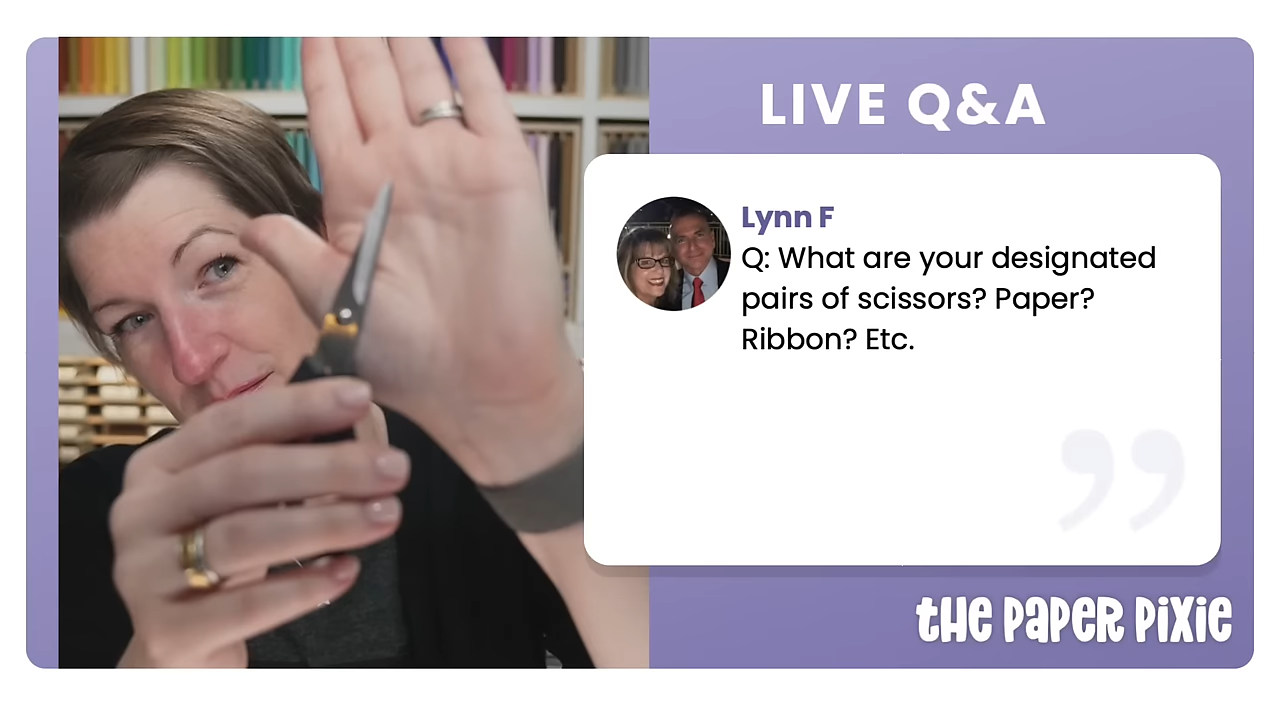 LIVE Q&A
Lynn F
Q: What are your designated
pairs of scissors? Paper?
Ribbon? Etc.
”
the PAPER PiXiE